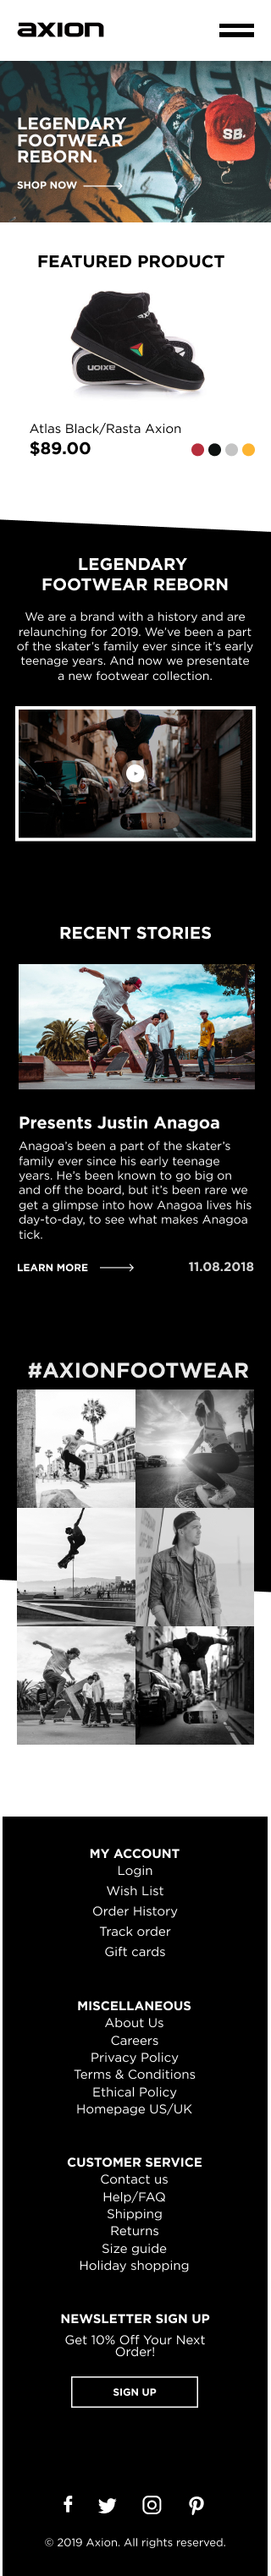 axion
LEGENDARY
FOOTWEAR
REBORN.
SB.
SHOP NOW
FEATURED PRODUCT
Atlas Black/Rasta Axion
$89.00
LEGENDARY
FOOTWEAR REBORN
We are a brand with a history and are
relaunching for 2019. We've been a part
of the skater's family ever since it's early
teenage years. And now we presentate
a new footwear collection.
RECENT STORIES
Presents Justin Anagoa
Anagoa's been a part of the skater's
family ever since his early teenage
years. He's been known to go big on
and off the board, but it's been rare we
get a glimpse into how Anagoa lives his
day-to-day, to see what makes Anagoa
tick.
LEARN MORE 11.08.2018
#AXIONFOOTWEAR
MY ACCOUNT
Login
Wish List
Order History
Track order
Gift cards
MISCELLANEOUS
About Us
Careers
Privacy Policy
Terms & Conditions
Ethical Policy
Homepage US/UK
CUSTOMER SERVICE
Contact us
Help/FAQ
Shipping
Returns
Size guide
Holiday shopping
NEWSLETTER SIGN UP
Get 10% Off Your Next
Order!
SIGN UP
© 2019 Axion. All rights reserved.